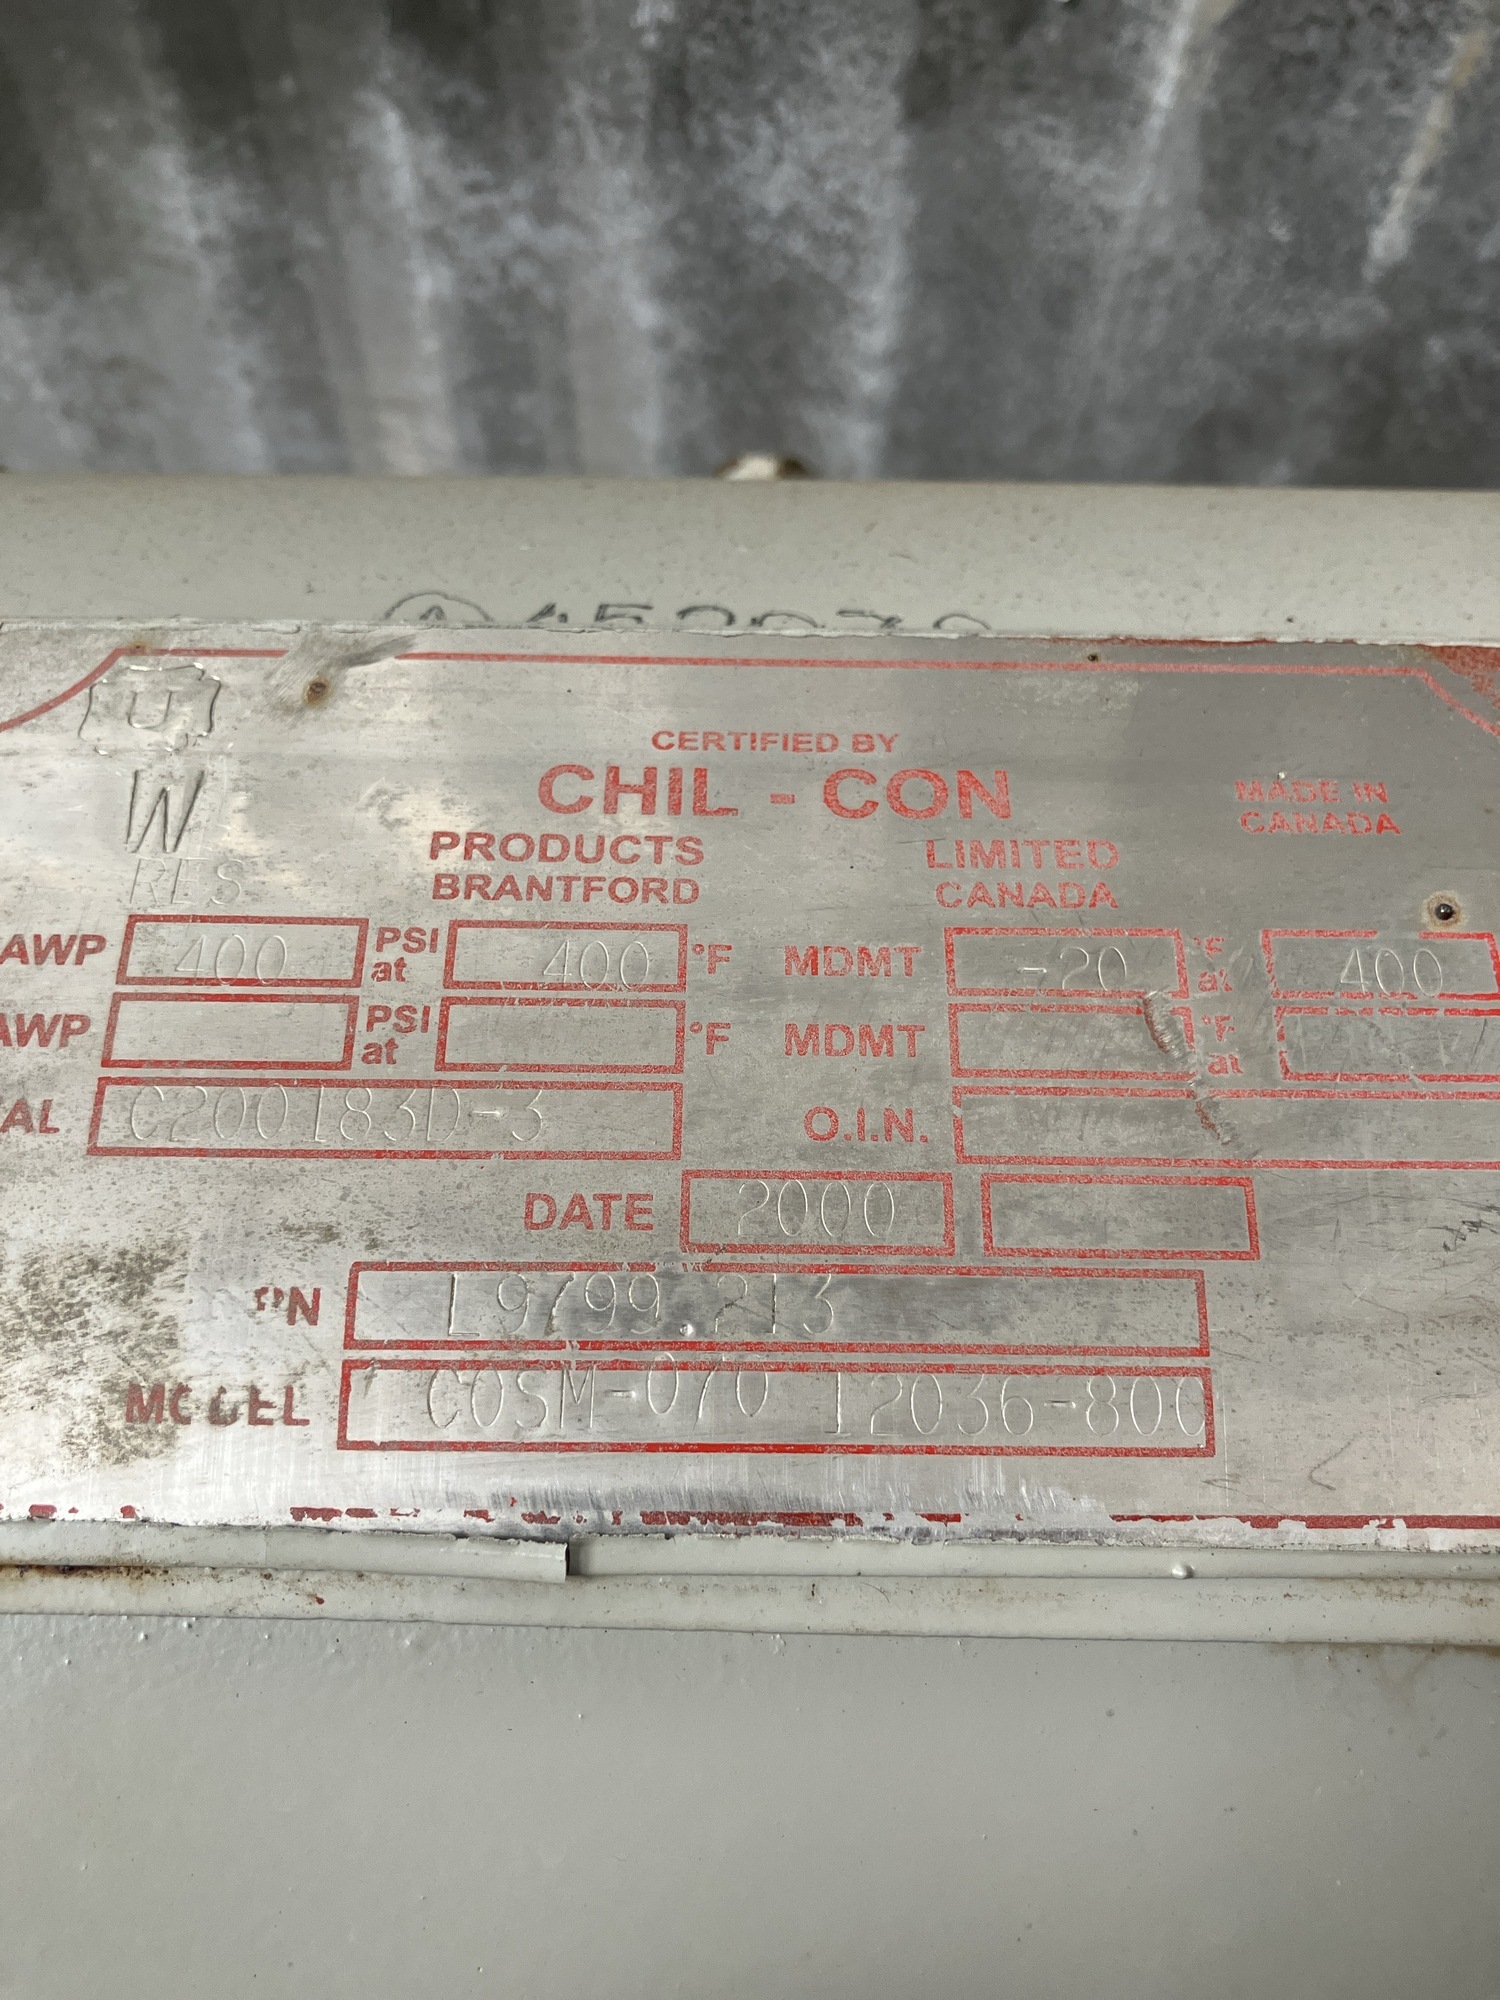 U
W
RES
CERTIFIED BY
CHIL - CON
PRODUCTS LIMITED
BRANTFORD CANADA
MADE IN
CANADA
AWP 400 PSI at 400 °F MDMT -20 °F at 400
AWP PSI at °F MDMT °F at
AL C200183D-3 O.I.N.
DATE 2000
RN L9799.213
MODEL COSM-070 12036-800